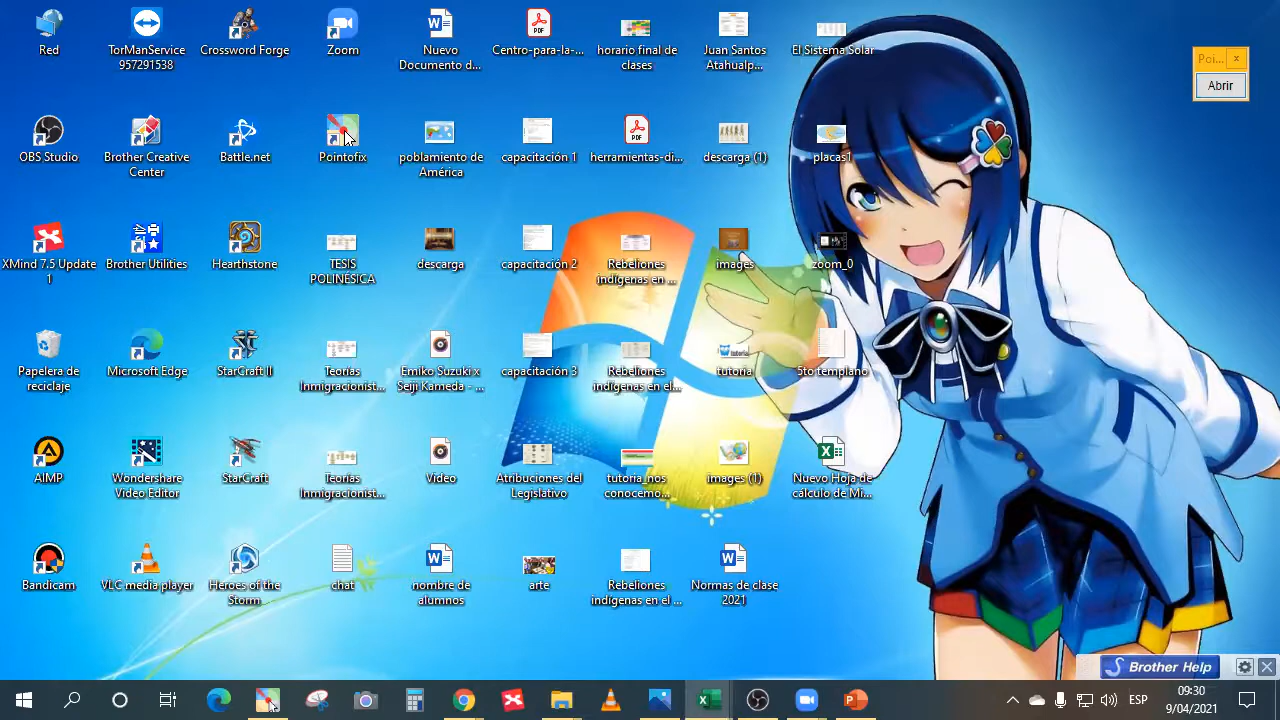 Red
TorManService
957291538
Crossword Forge
Zoom
Nuevo
Documento d...
Centro-para-la-...
horario final de
clases
Juan Santos
Atahualp...
El Sistema Solar
Poi...
Abrir
OBS Studio
Brother Creative
Center
Battle.net
Pointofix
poblamiento de
América
capacitación 1
herramientas-di...
descarga (1)
placas1
XMind 7.5 Update
1
Brother Utilities
Hearthstone
TESIS
POLINÉSICA
descarga
capacitación 2
Rebeliones
indígenas en ...
images
zoom_0
Papelera de
reciclaje
Microsoft Edge
StarCraft II
Teorias
Inmigracionist...
Emiko Suzuki x
Seiji Kameda - ...
capacitación 3
Rebeliones
indígenas en el...
tutoria
5to templano
AIMP
Wondershare
Video Editor
StarCraft
Teorias
Inmigracionist...
Video
Atribuciones del
Legislativo
tutoria_nos
conocemo...
images (1)
Nuevo Hoja de
cálculo de Mi...
Bandicam
VLC media player
Heroes of the
Storm
chat
nombre de
alumnos
arte
Rebeliones
indígenas en el ...
Normas de clase
2021
Brother Help
ESP
09:30
9/04/2021